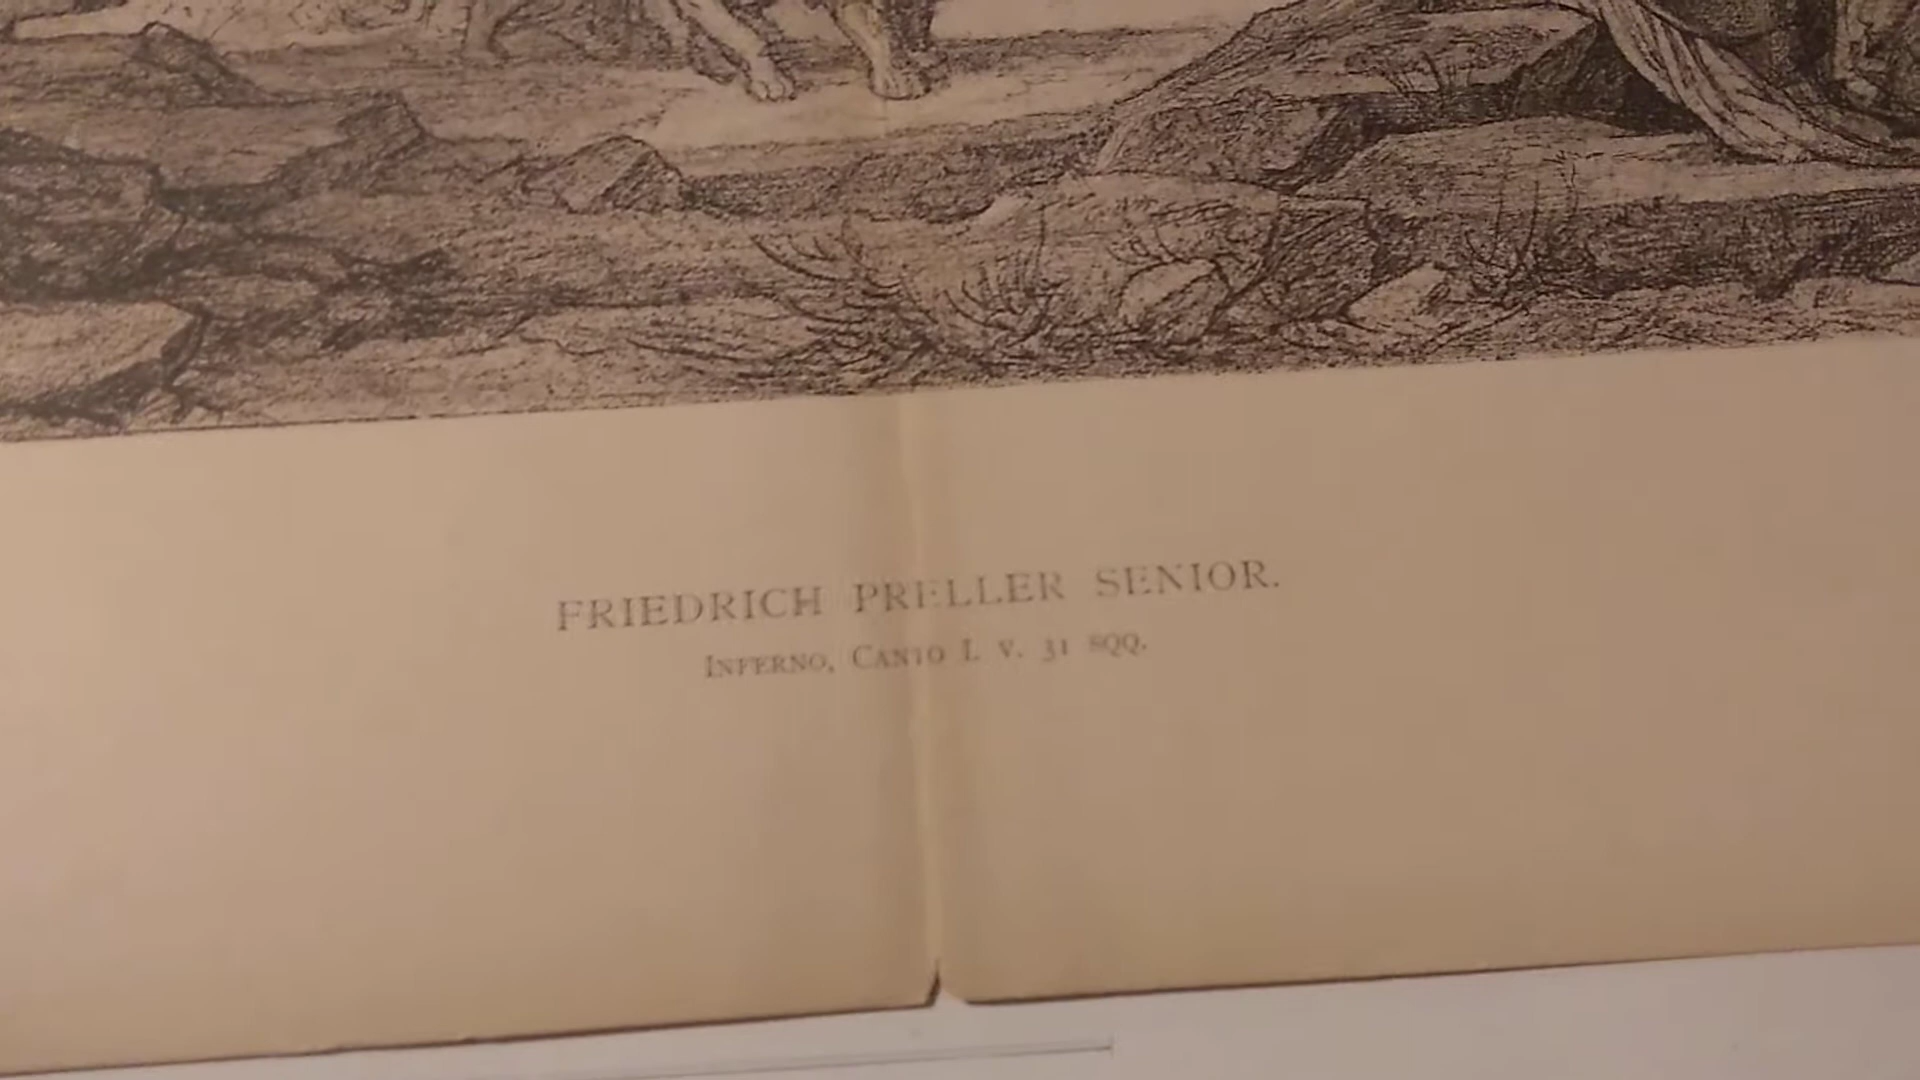 FRIEDRICH PRELLER SENIOR.
INFERNO, CANTO I. V. 31 SQQ.